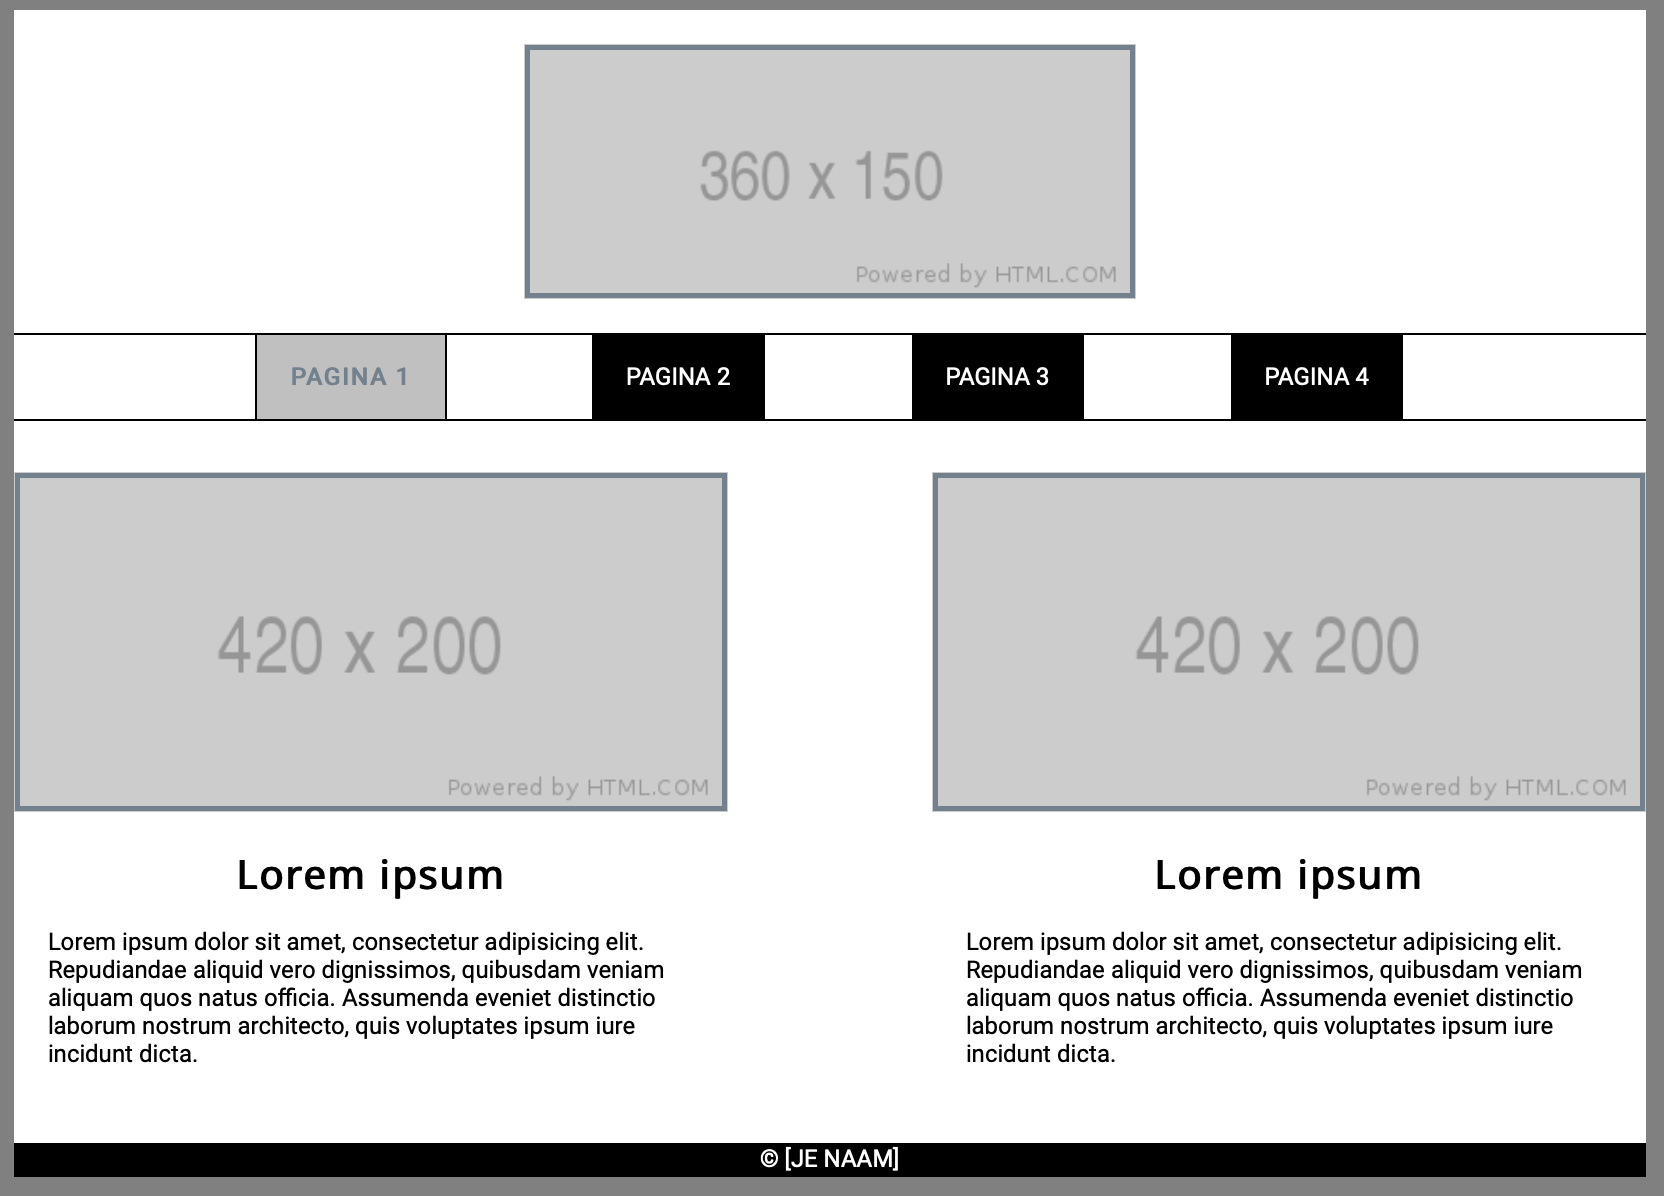 360 x 150
Powered by HTML.COM
PAGINA 1 PAGINA 2 PAGINA 3 PAGINA 4
420 x 200
Powered by HTML.COM
Lorem ipsum
Lorem ipsum dolor sit amet, consectetur adipisicing elit.
Repudiandae aliquid vero dignissimos, quibusdam veniam
aliquam quos natus officia. Assumenda eveniet distinctio
laborum nostrum architecto, quis voluptates ipsum iure
incidunt dicta.
420 x 200
Powered by HTML.COM
Lorem ipsum
Lorem ipsum dolor sit amet, consectetur adipisicing elit.
Repudiandae aliquid vero dignissimos, quibusdam veniam
aliquam quos natus officia. Assumenda eveniet distinctio
laborum nostrum architecto, quis voluptates ipsum iure
incidunt dicta.
© [JE NAAM]